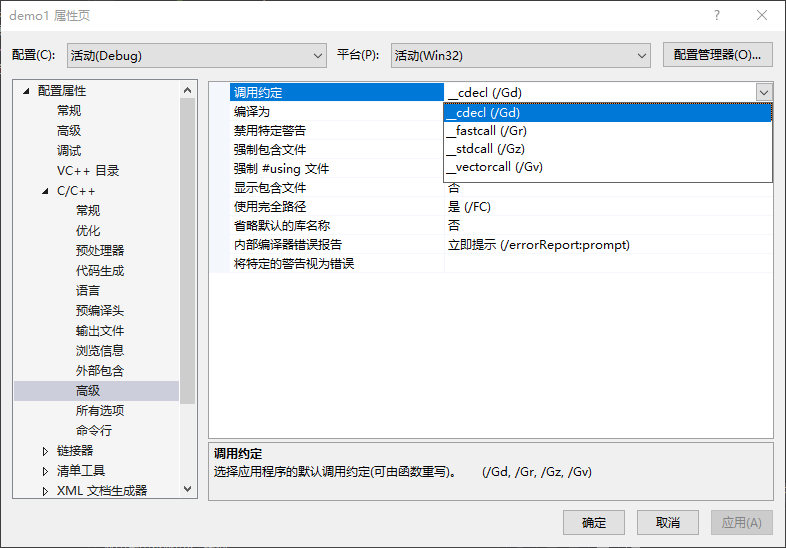 demo1 属性页
?
配置(C): 活动(Debug) 平台(P): 活动(Win32) 配置管理器(O)...
配置属性
常规
高级
调试
VC++ 目录
C/C++
常规
优化
预处理器
代码生成
语言
预编译头
输出文件
浏览信息
外部包含
高级
所有选项
命令行
链接器
清单工具
XML 文档生成器
调用约定 __cdecl (/Gd)
编译为 __cdecl (/Gd)
禁用特定警告 __fastcall (/Gr)
强制包含文件 __stdcall (/Gz)
强制 #using 文件 __vectorcall (/Gv)
显示包含文件 否
使用完全路径 是 (/FC)
省略默认的库名称 否
内部编译器错误报告 立即提示 (/errorReport:prompt)
将特定的警告视为错误
调用约定
选择应用程序的默认调用约定(可由函数重写)。 (/Gd, /Gr, /Gz, /Gv)
确定 取消 应用(A)